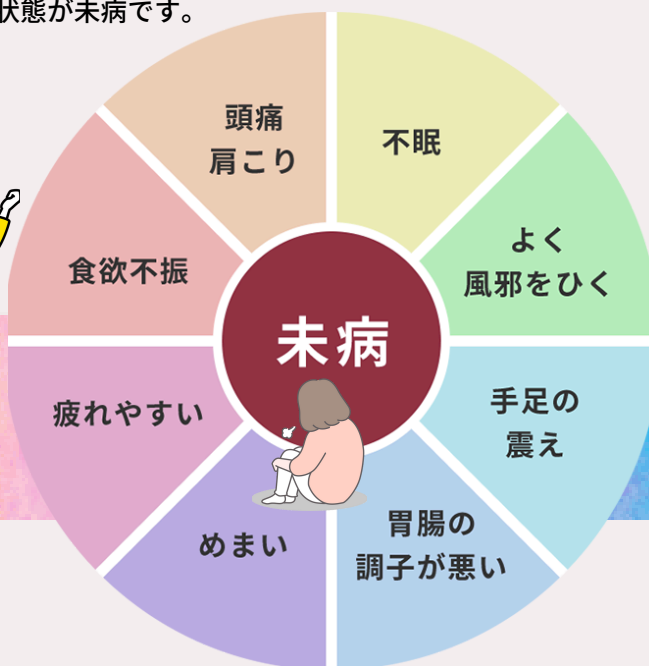 状態が未病です。
頭痛
肩こり
不眠
食欲不振
よく
風邪をひく
未病
疲れやすい
手足の
震え
めまい
胃腸の
調子が悪い